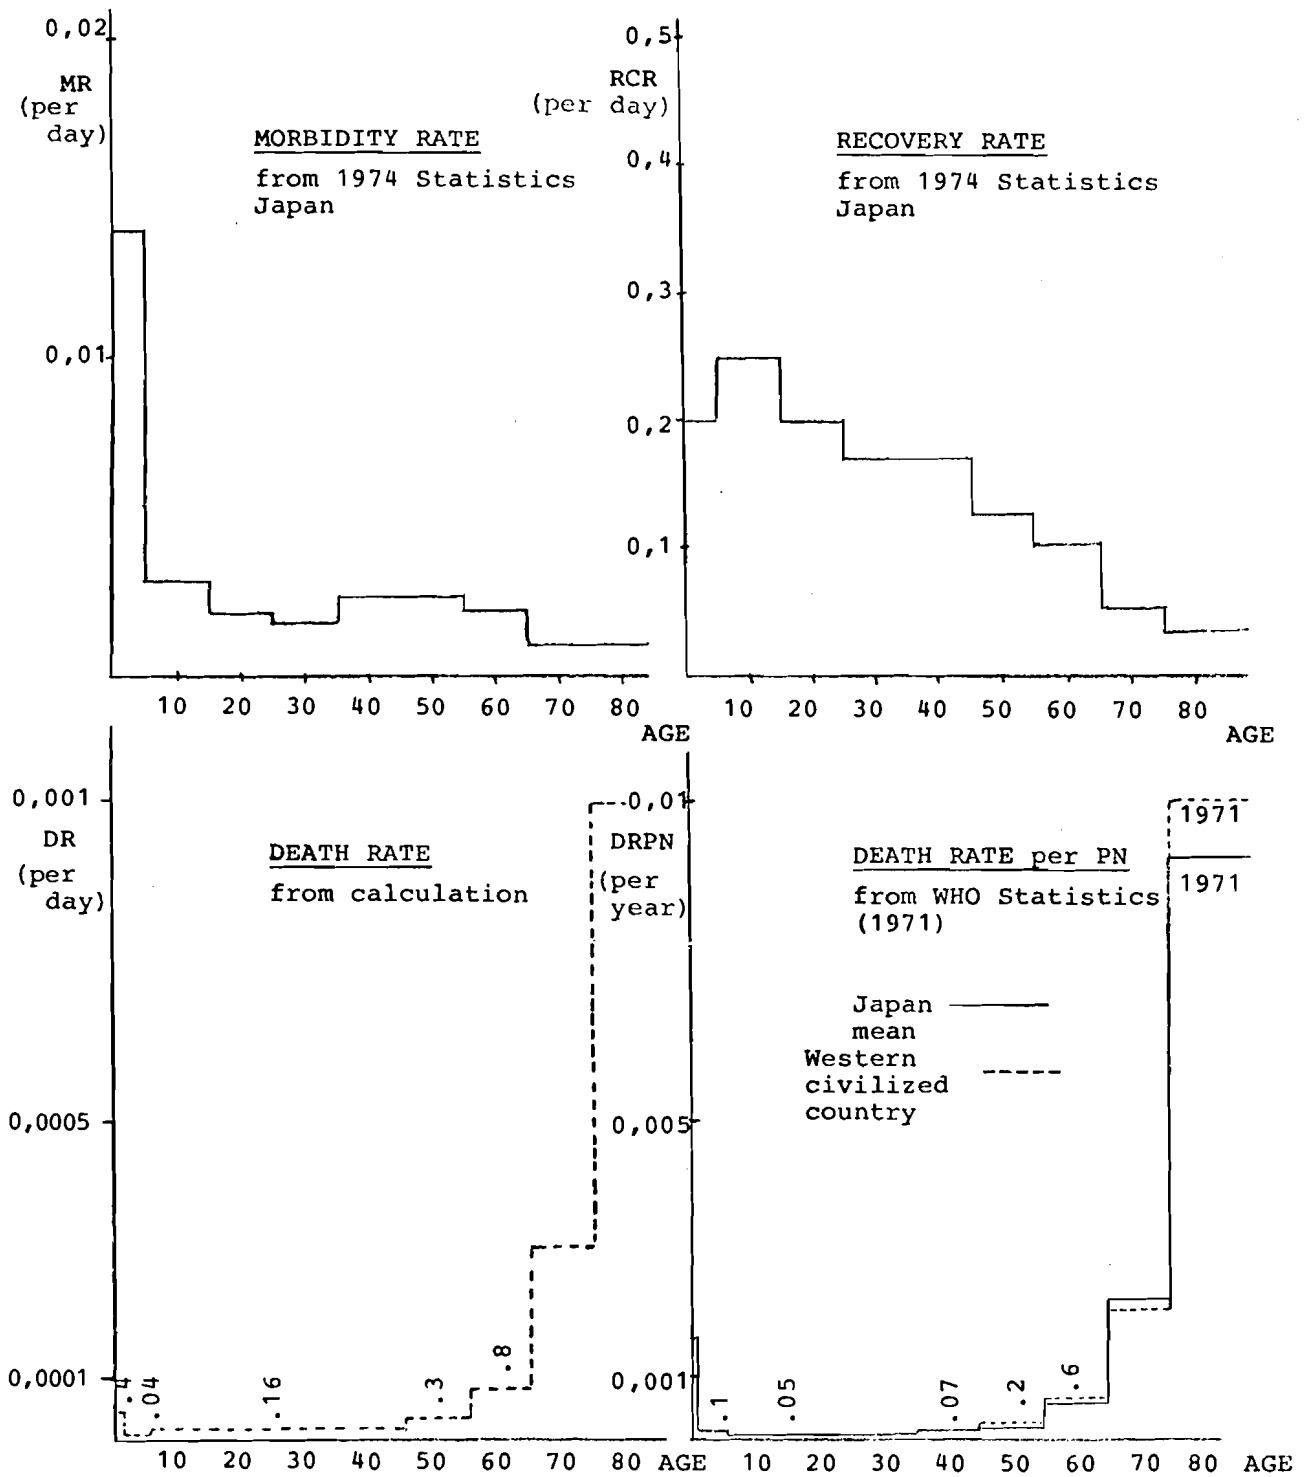 0,02
MR
(per
day)
MORBIDITY RATE
from 1974 Statistics
Japan
0,01
10 20 30 40 50 60 70 80
AGE
0,5
RCR
(per day)
RECOVERY RATE
from 1974 Statistics
Japan
0,4
0,3
0,2
0,1
10 20 30 40 50 60 70 80
AGE
0,001
DR
(per
day)
DEATH RATE
from calculation
0,0005
0,0001
.4 .04 .16 .3 .8
10 20 30 40 50 60 70 80 AGE
0,01
DRPN
(per
year)
DEATH RATE per PN
from WHO Statistics
(1971)
1971
1971
Japan
mean
Western
civilized
country
0,005
0,001
.1 .05 .07 .2 .6
10 20 30 40 50 60 70 80 AGE